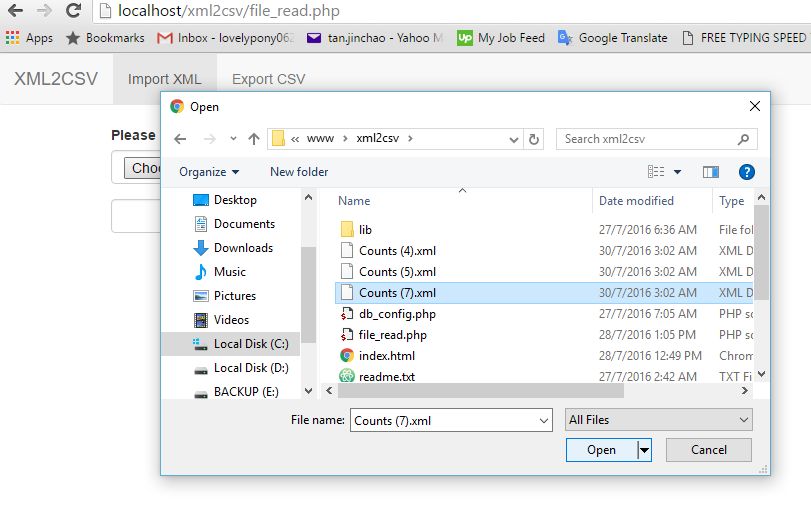 localhost/xml2csv/file_read.php
Apps Bookmarks Inbox - lovelypony06 tan.jinchao - Yahoo M Up My Job Feed Google Translate FREE TYPING SPEED
XML2CSV Import XML Export CSV
Please
Choo
Open
« www › xml2csv ›
Search xml2csv
Organize New folder
Desktop
Documents
Downloads
Music
Pictures
Videos
Local Disk (C:)
Local Disk (D:)
BACKUP (E:)
Name Date modified Type
lib 27/7/2016 6:36 AM File fol
Counts (4).xml 30/7/2016 3:02 AM XML D
Counts (5).xml 30/7/2016 3:02 AM XML D
Counts (7).xml 30/7/2016 3:02 AM XML D
db_config.php 27/7/2016 7:05 AM PHP sc
file_read.php 28/7/2016 1:05 PM PHP sc
index.html 28/7/2016 12:49 PM Chrom
readme.txt 27/7/2016 2:42 AM TXT Fi
File name: Counts (7).xml All Files
Open Cancel